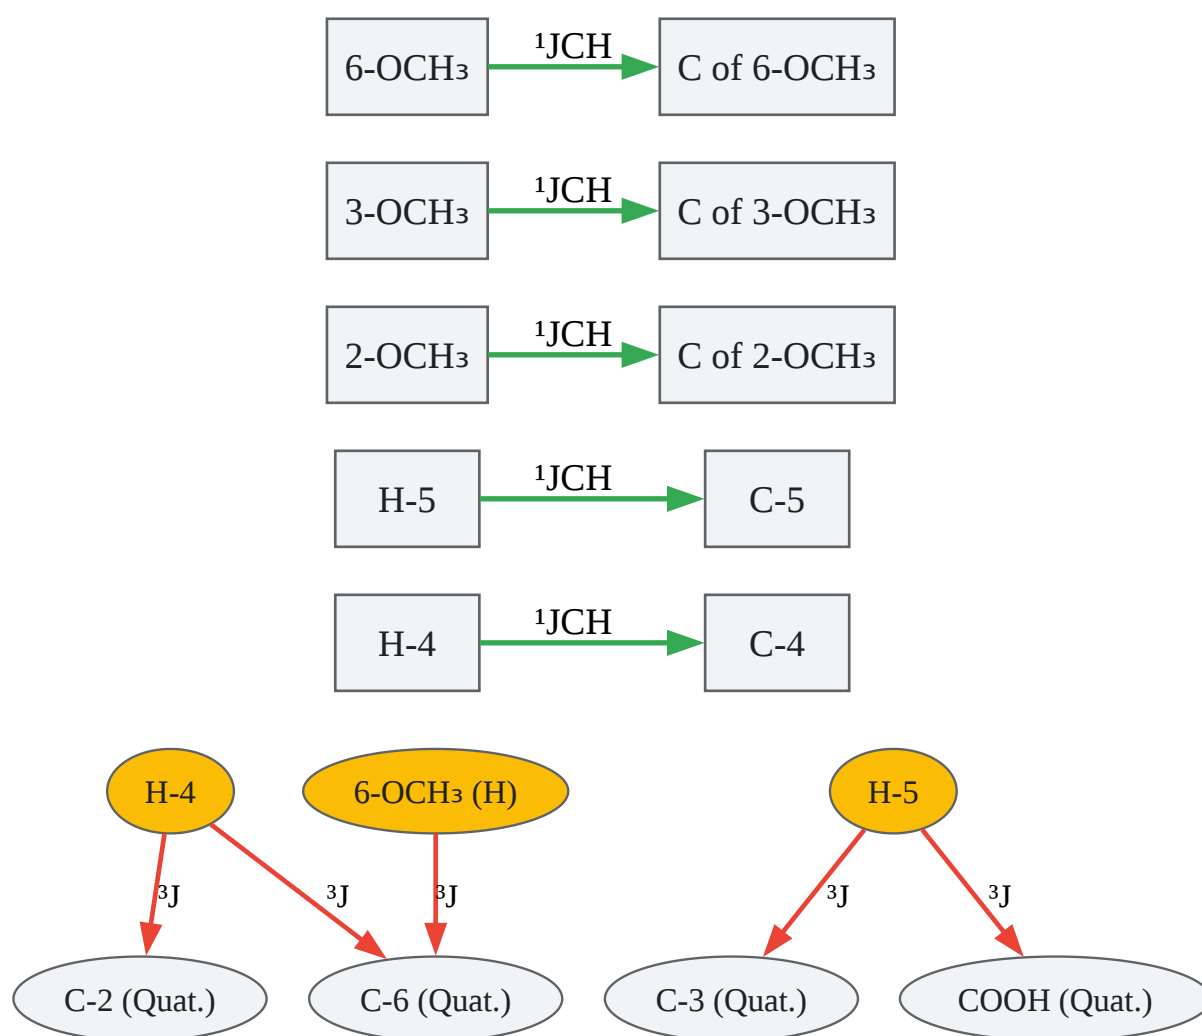 6-OCH₃ ¹JCH C of 6-OCH₃
3-OCH₃ ¹JCH C of 3-OCH₃
2-OCH₃ ¹JCH C of 2-OCH₃
H-5 ¹JCH C-5
H-4 ¹JCH C-4
H-4 6-OCH₃ (H) H-5
³J ³J ³J ³J ³J
C-2 (Quat.) C-6 (Quat.) C-3 (Quat.) COOH (Quat.)